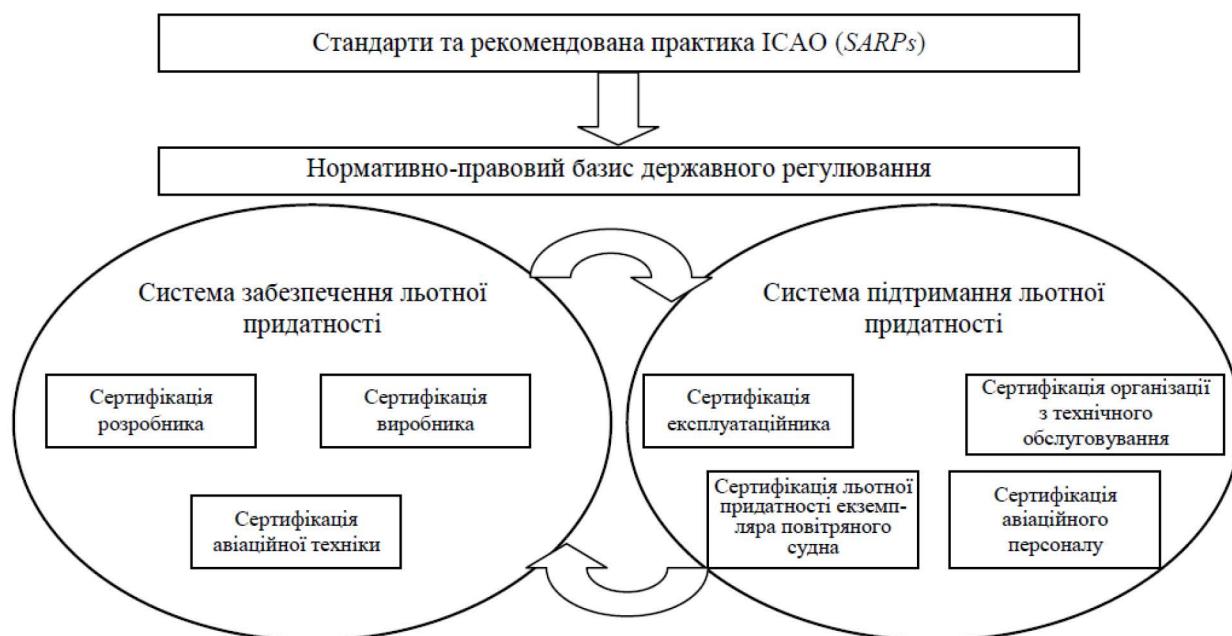 Стандарти та рекомендована практика ІСАО (SARPs)
Нормативно-правовий базис державного регулювання
Система забезпечення льотної
придатності
Система підтримання льотної
придатності
Сертифікація
розробника
Сертифікація
виробника
Сертифікація
авіаційної техніки
Сертифікація
експлуатаційника
Сертифікація організації
з технічного
обслуговування
Сертифікація льотної
придатності екземп-
ляра повітряного
судна
Сертифікація
авіаційного
персоналу